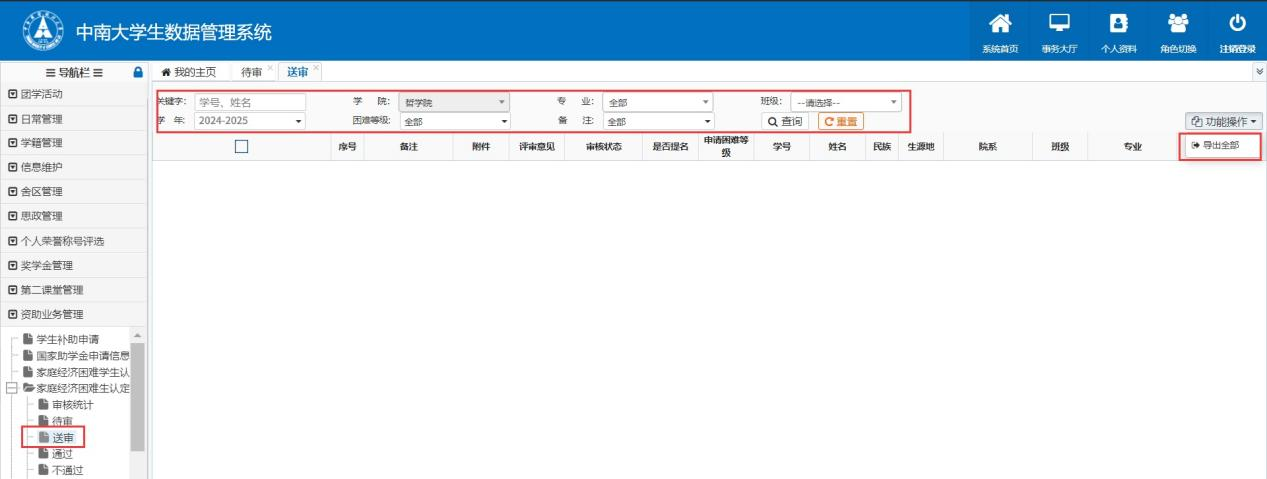 中南大学生数据管理系统
系统首页 事务大厅 个人资料 角色切换 注销登录
导航栏
我的主页 待审 送审
团学活动
日常管理
学籍管理
信息维护
舍区管理
思政管理
个人荣誉称号评选
奖学金管理
第二课堂管理
资助业务管理
学生补助申请
国家助学金申请信息
家庭经济困难学生认
家庭经济困难生认定
审核统计
待审
送审
通过
不通过
关键字: 学号、姓名 学 院: 哲学院 专 业: 全部 班级: --请选择--
学 年: 2024-2025 困难等级: 全部 备 注: 全部 查询 重置
功能操作
导出全部
序号 备注 附件 评审意见 审核状态 是否提名 申请困难等级 学号 姓名 民族 生源地 院系 班级 专业